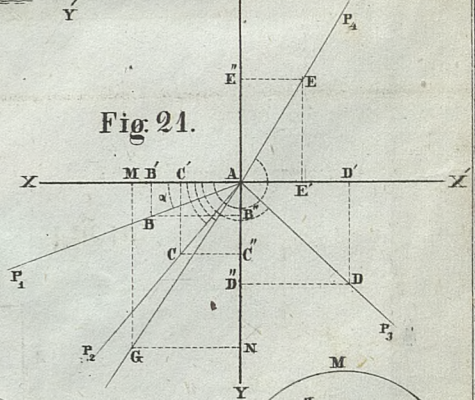 Y'
P₄
E''
E
Fig. 21.
X M B' C' A D' X'
E'
α
B B''
C C''
P₁
D'' D
P₂
P₃
G N
M
Y